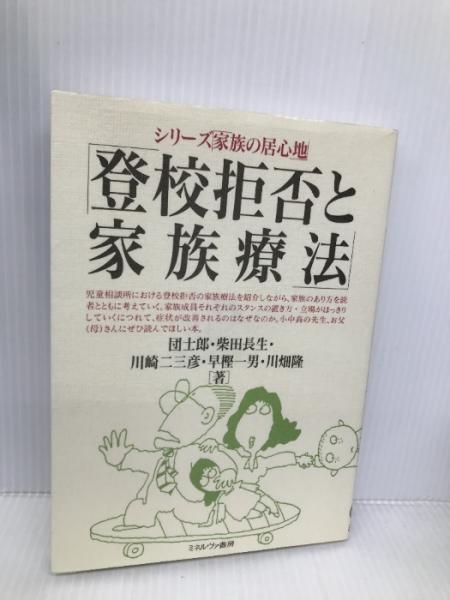 シリーズ「家族の居心地」
「登校拒否と
家族療法」
児童相談所における登校拒否の家族療法を紹介しながら、家族のあり方を読
者とともに考えていく。家族成員それぞれのスタンスの置き方・立場がはっきり
していくにつれて、症状が改善されるのはなぜなのか。小中高の先生、お父
(母)さんにぜひ読んでほしい本。
団士郎・柴田長生・
川崎二三彦・早樫一男・川畑隆
[著]
ミネルヴァ書房